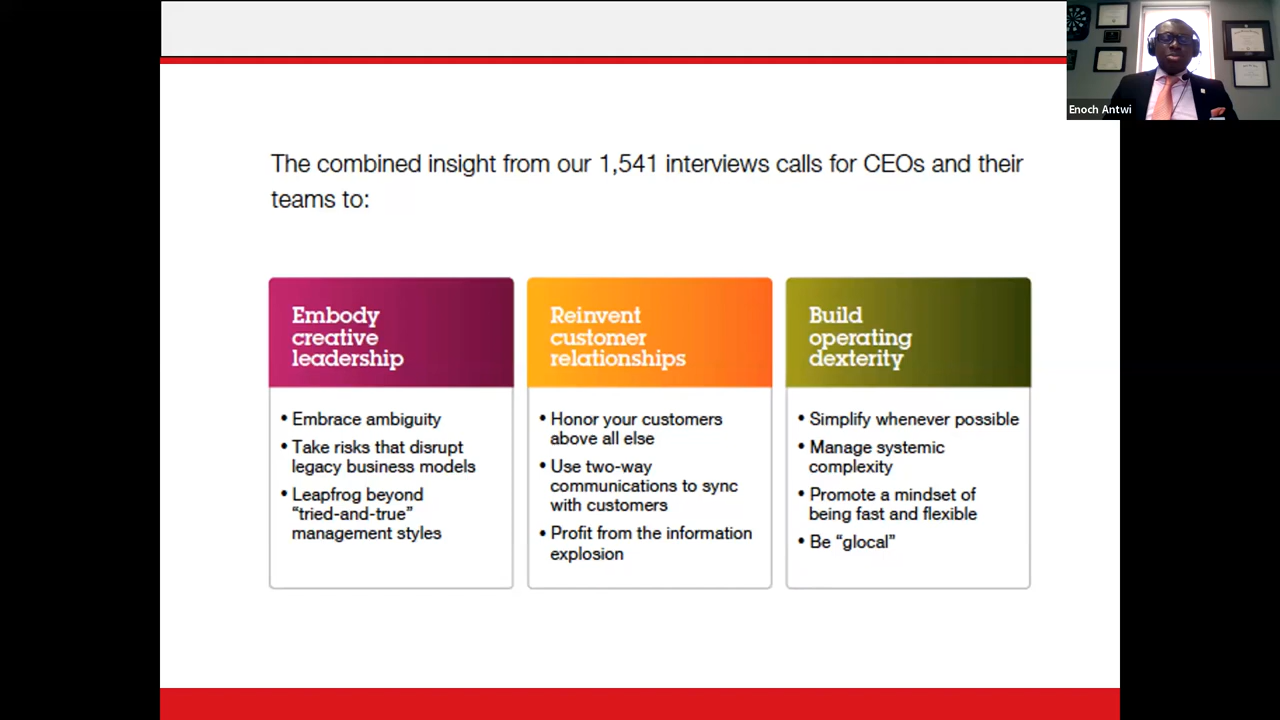 Enoch Antwi
The combined insight from our 1,541 interviews calls for CEOs and their
teams to:
Embody
creative
leadership
• Embrace ambiguity
• Take risks that disrupt
legacy business models
• Leapfrog beyond
“tried-and-true”
management styles
Reinvent
customer
relationships
• Honor your customers
above all else
• Use two-way
communications to sync
with customers
• Profit from the information
explosion
Build
operating
dexterity
• Simplify whenever possible
• Manage systemic
complexity
• Promote a mindset of
being fast and flexible
• Be “glocal”